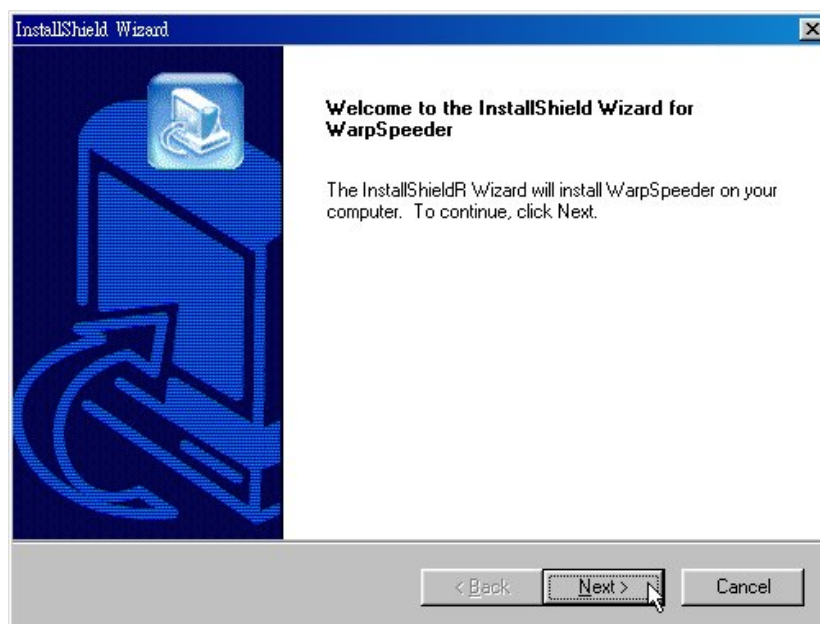 InstallShield Wizard
Welcome to the InstallShield Wizard for
WarpSpeeder
The InstallShieldR Wizard will install WarpSpeeder on your
computer.  To continue, click Next.
< Back
Next >
Cancel